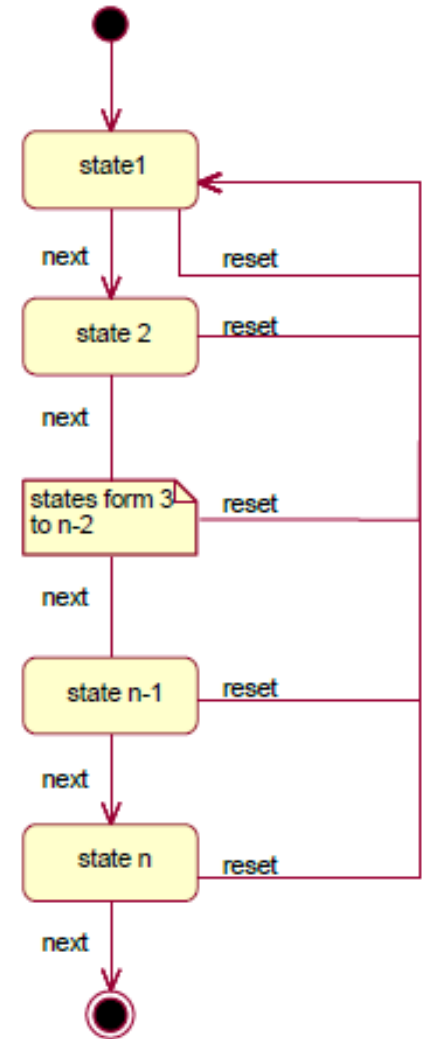 state1
next
reset
state 2
reset
next
states form 3
to n-2
reset
next
state n-1
reset
next
state n
reset
next